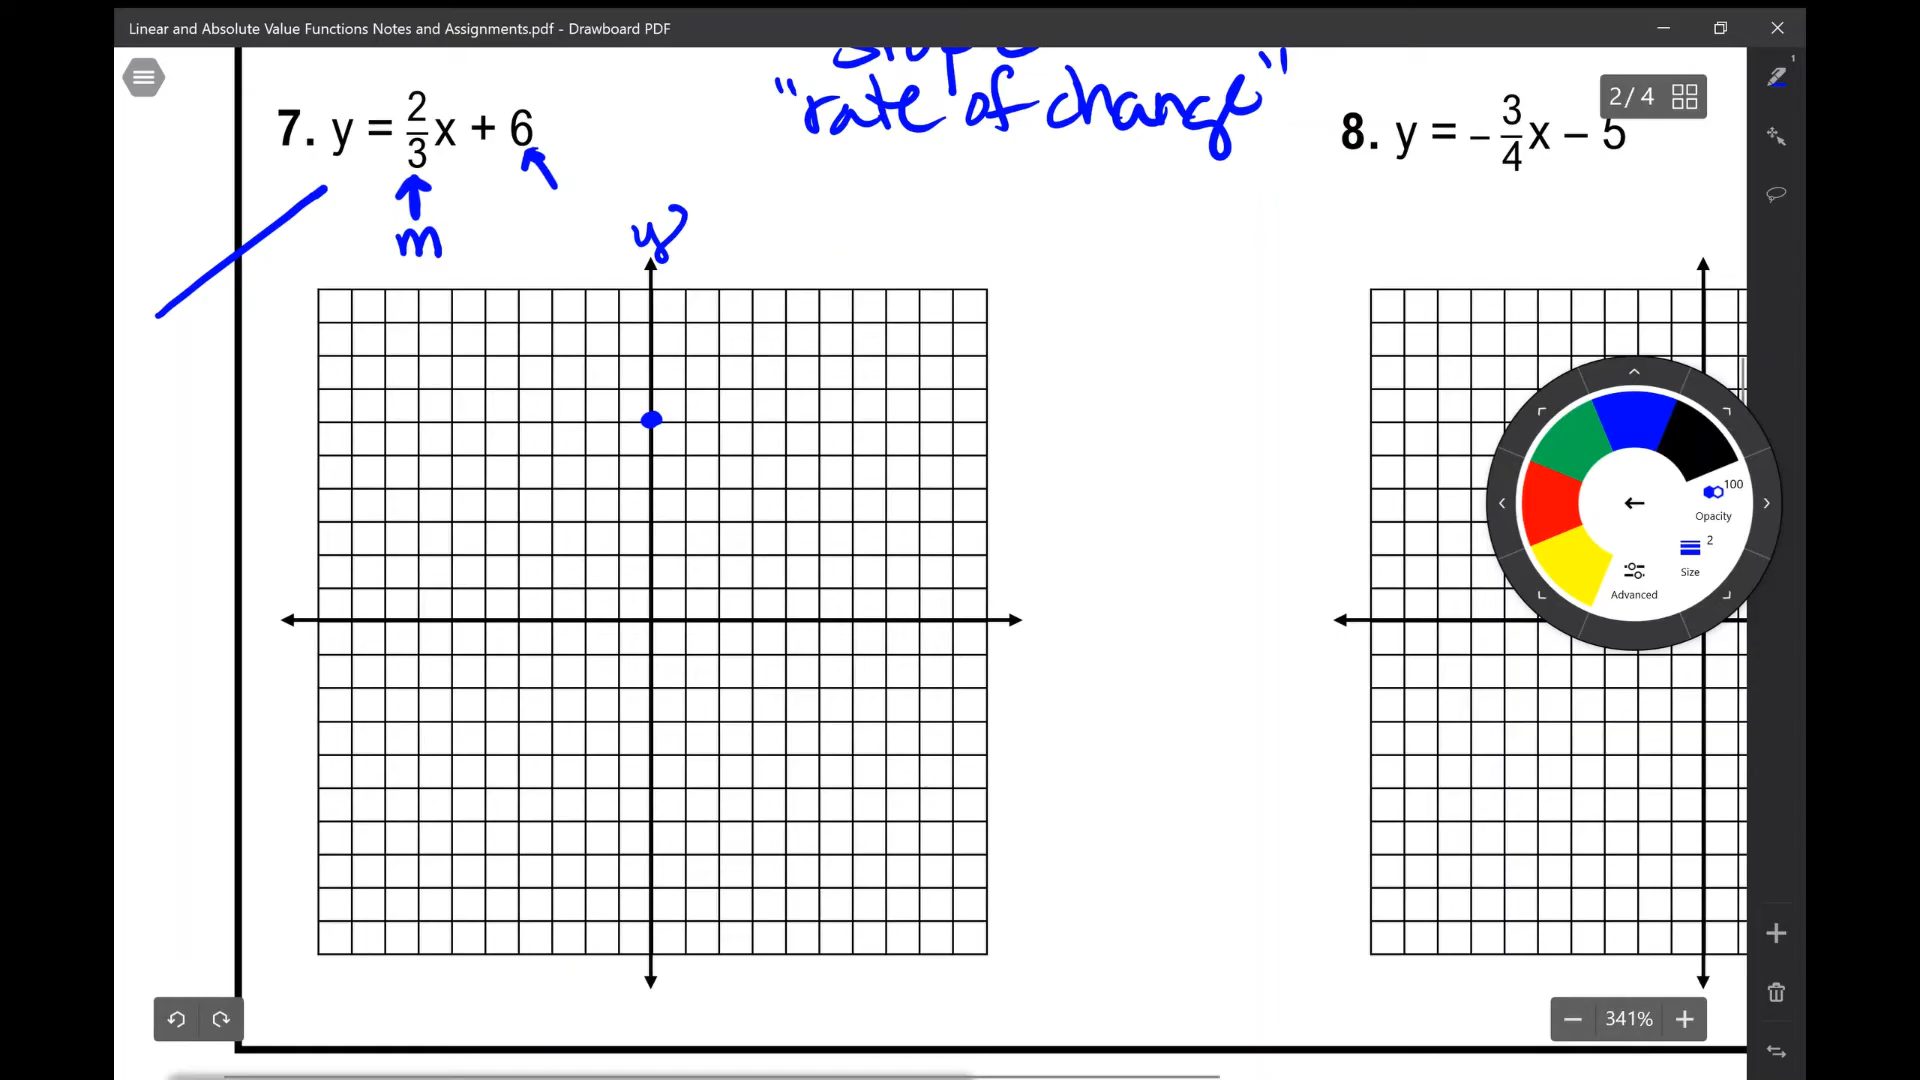 Linear and Absolute Value Functions Notes and Assignments.pdf - Drawboard PDF
"rate of change"
2 / 4
7. y = 2/3x + 6
8. y = -3/4x - 5
m
y
100
Opacity
2
Size
Advanced
341%
1